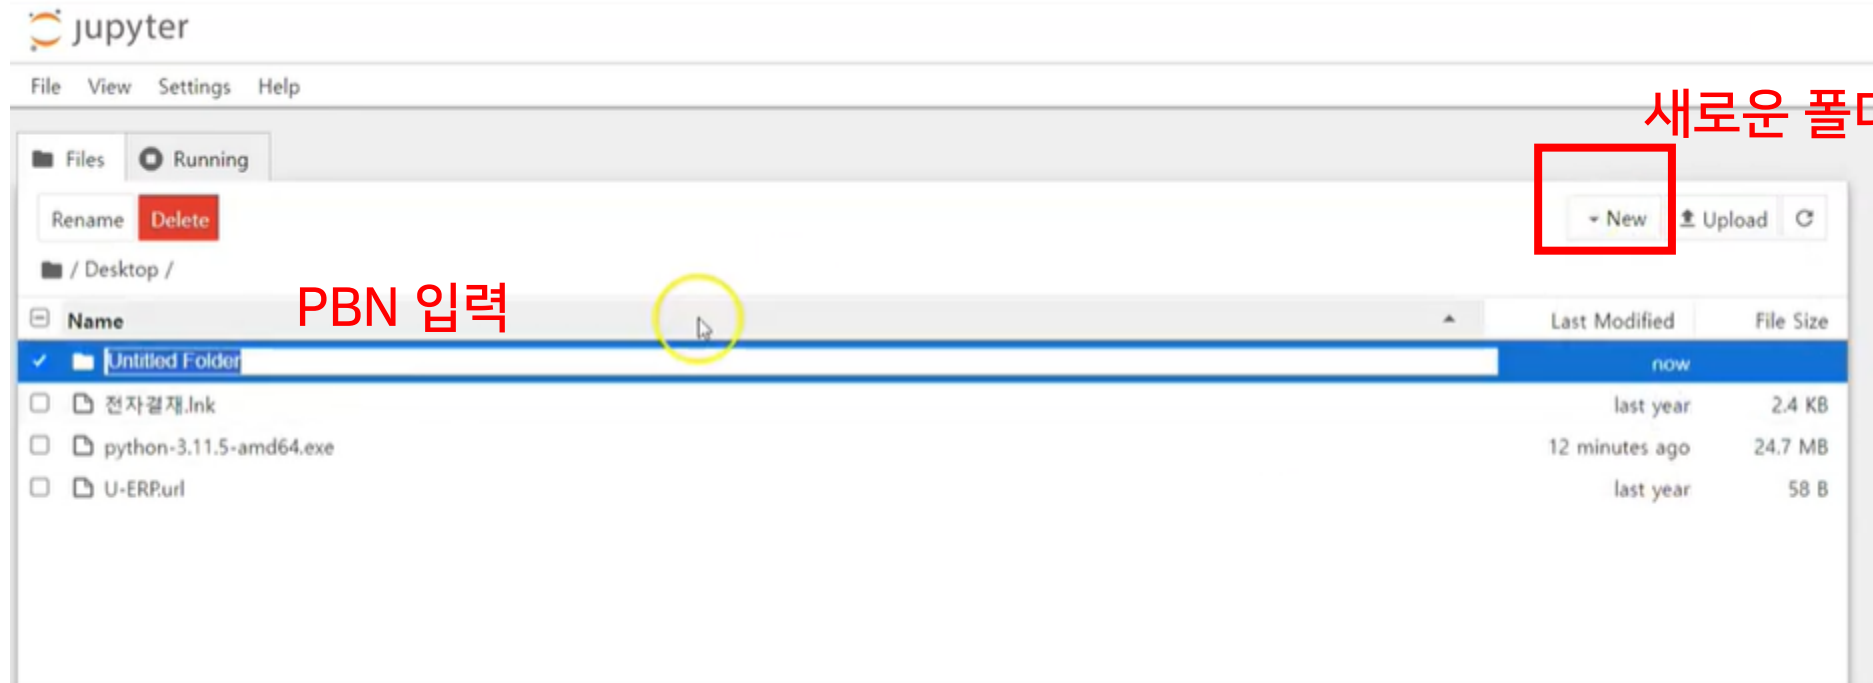 jupyter
File View Settings Help
새로운 폴더
Files Running
Rename Delete
New Upload
/ Desktop /
PBN 입력
Name Last Modified File Size
Untitled Folder now
전자결재.lnk last year 2.4 KB
python-3.11.5-amd64.exe 12 minutes ago 24.7 MB
U-ERP.url last year 58 B